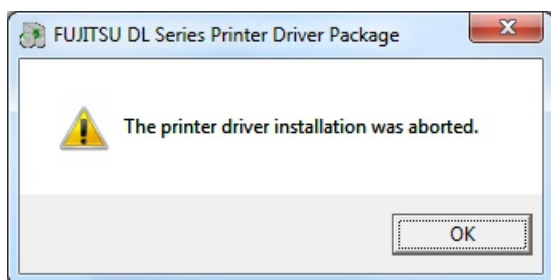 FUJITSU DL Series Printer Driver Package
The printer driver installation was aborted.
OK